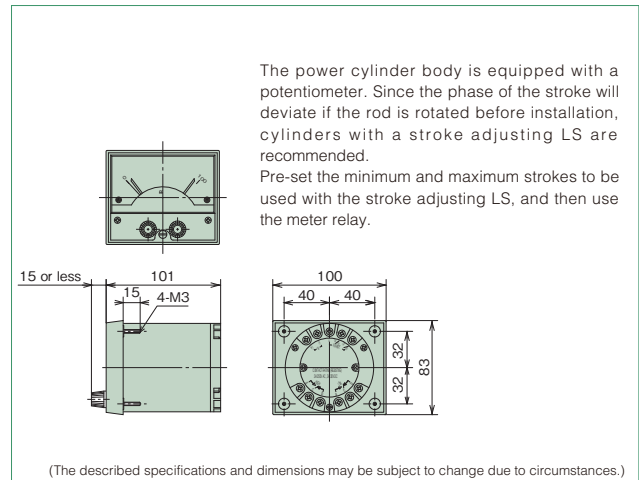 The power cylinder body is equipped with a
potentiometer. Since the phase of the stroke will
deviate if the rod is rotated before installation,
cylinders with a stroke adjusting LS are
recommended.
Pre-set the minimum and maximum strokes to be
used with the stroke adjusting LS, and then use
the meter relay.
15 or less
101
15
4-M3
100
40
40
32
32
83
(The described specifications and dimensions may be subject to change due to circumstances.)